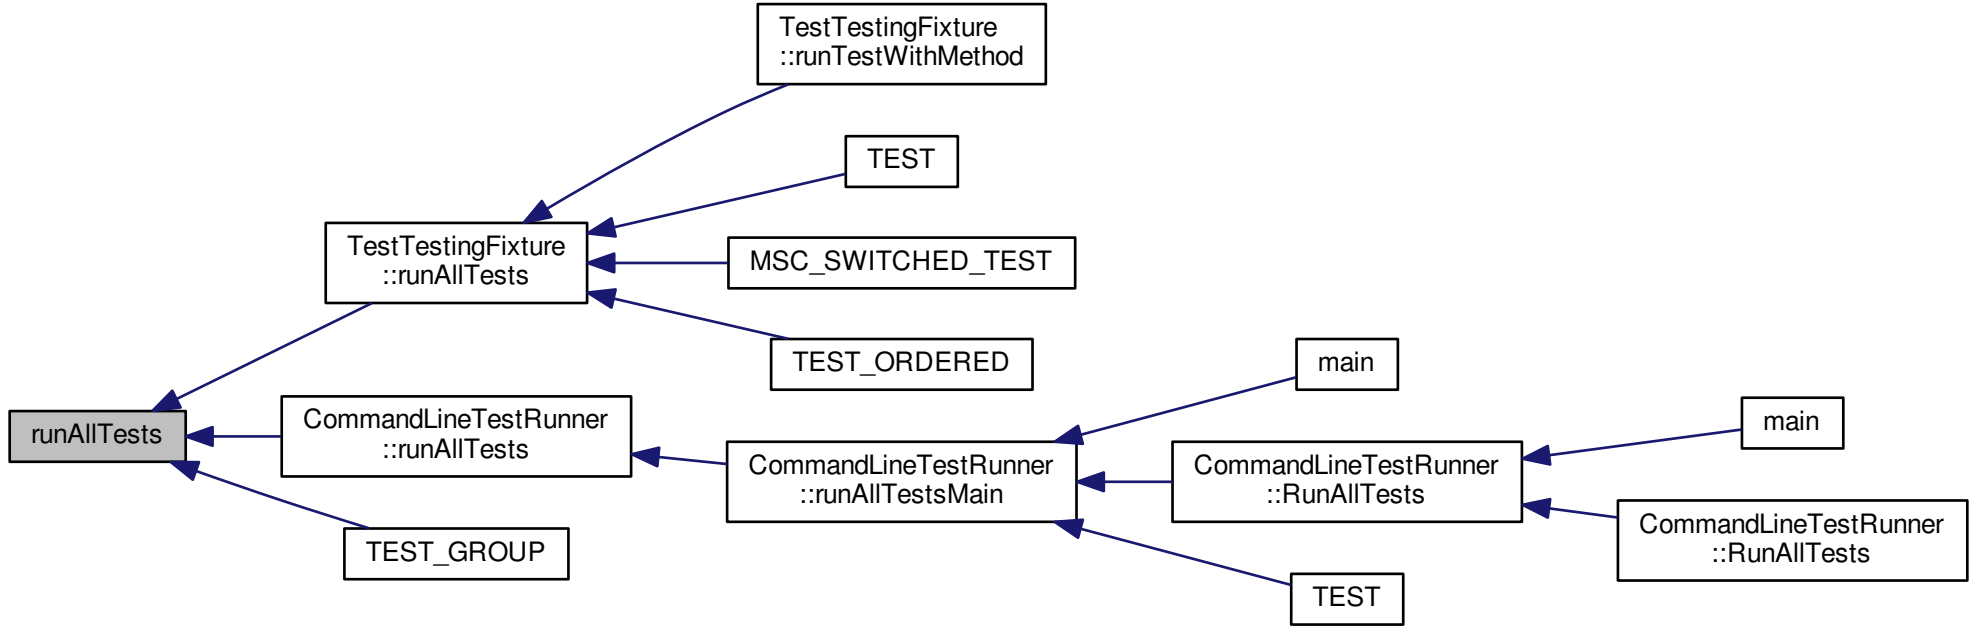 TestTestingFixture
::runTestWithMethod
TEST
TestTestingFixture
::runAllTests
MSC_SWITCHED_TEST
TEST_ORDERED
main
runAllTests
CommandLineTestRunner
::runAllTests
main
CommandLineTestRunner
::runAllTestsMain
CommandLineTestRunner
::RunAllTests
CommandLineTestRunner
::RunAllTests
TEST_GROUP
TEST